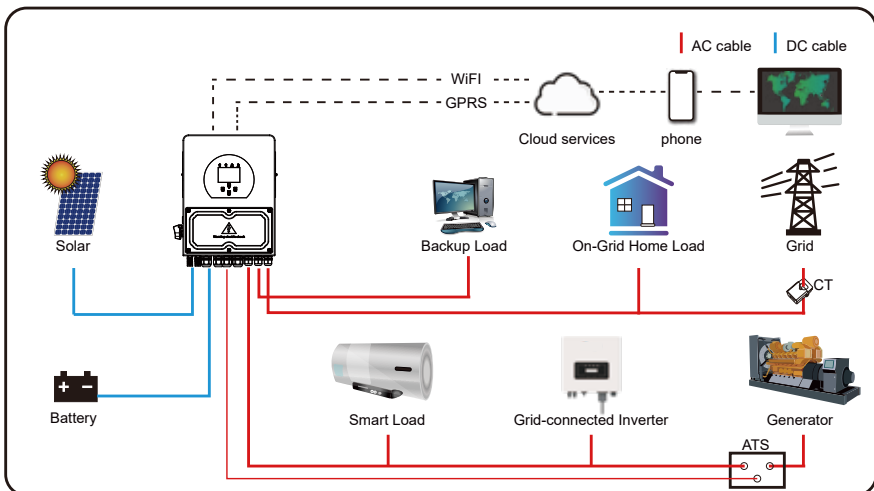 AC cable
DC cable
WiFI
GPRS
Cloud services
phone
Solar
Backup Load
On-Grid Home Load
Grid
CT
Battery
Smart Load
Grid-connected Inverter
Generator
ATS